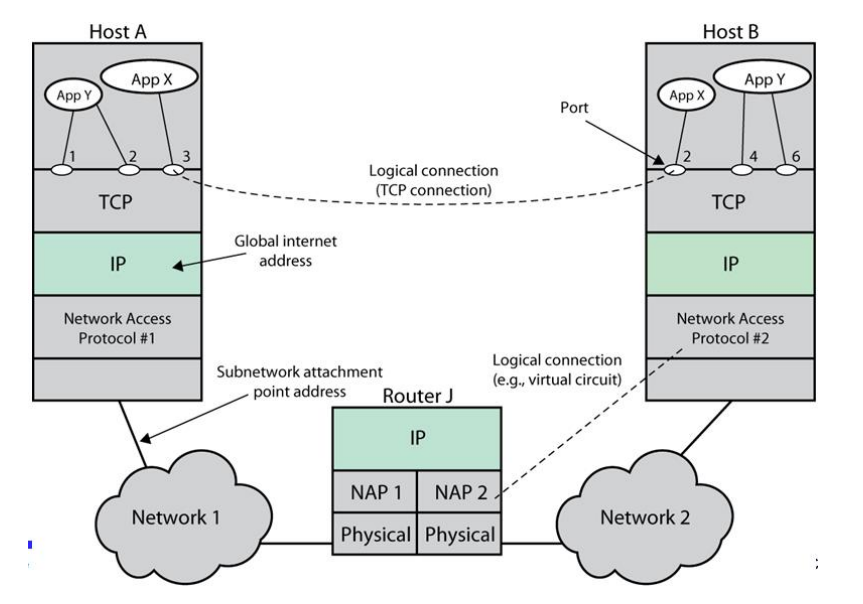 Host A
Host B
App X
App Y
App X
App Y
Port
1
2
3
2
4
6
Logical connection
(TCP connection)
TCP
TCP
Global internet
address
IP
IP
Network Access
Protocol #1
Network Access
Protocol #2
Logical connection
(e.g., virtual circuit)
Subnetwork attachment
point address
Router J
IP
NAP 1
NAP 2
Network 1
Network 2
Physical
Physical